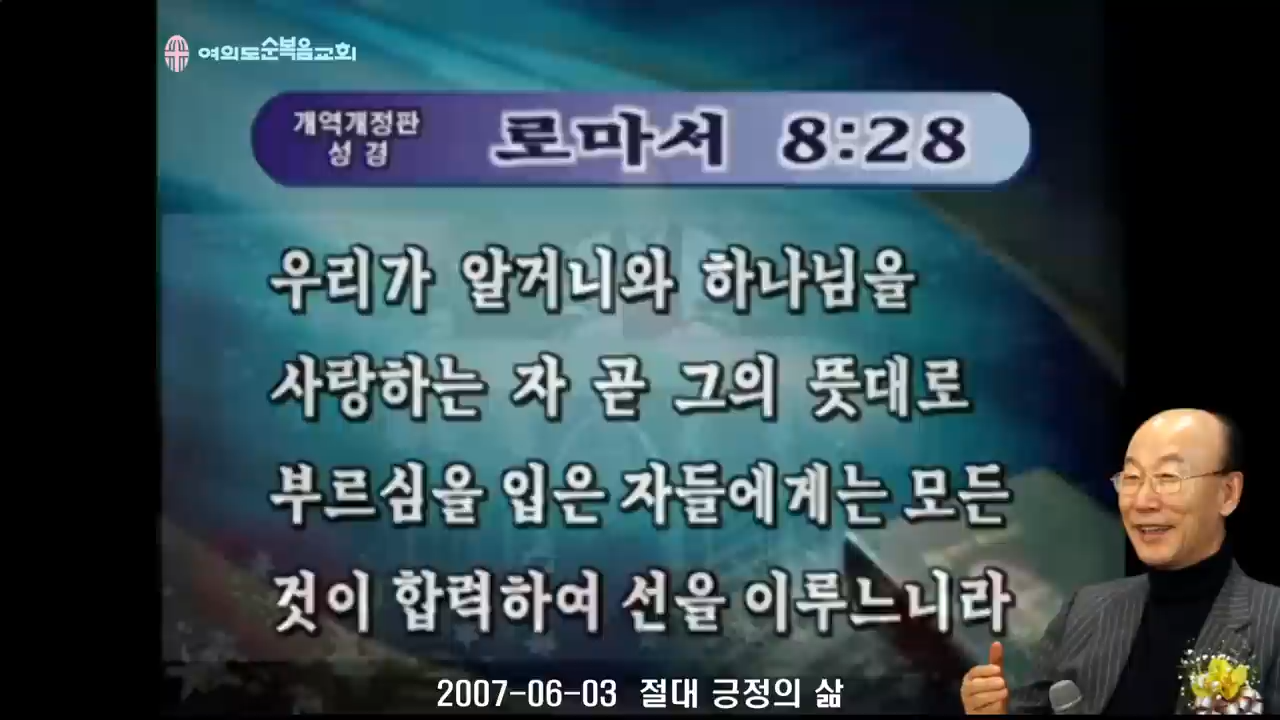 여의도순복음교회
개역개정판
성경
로마서 8:28
우리가 알거니와 하나님을
사랑하는 자 곧 그의 뜻대로
부르심을 입은 자들에게는 모든
것이 합력하여 선을 이루느니라
2007-06-03 절대 긍정의 삶